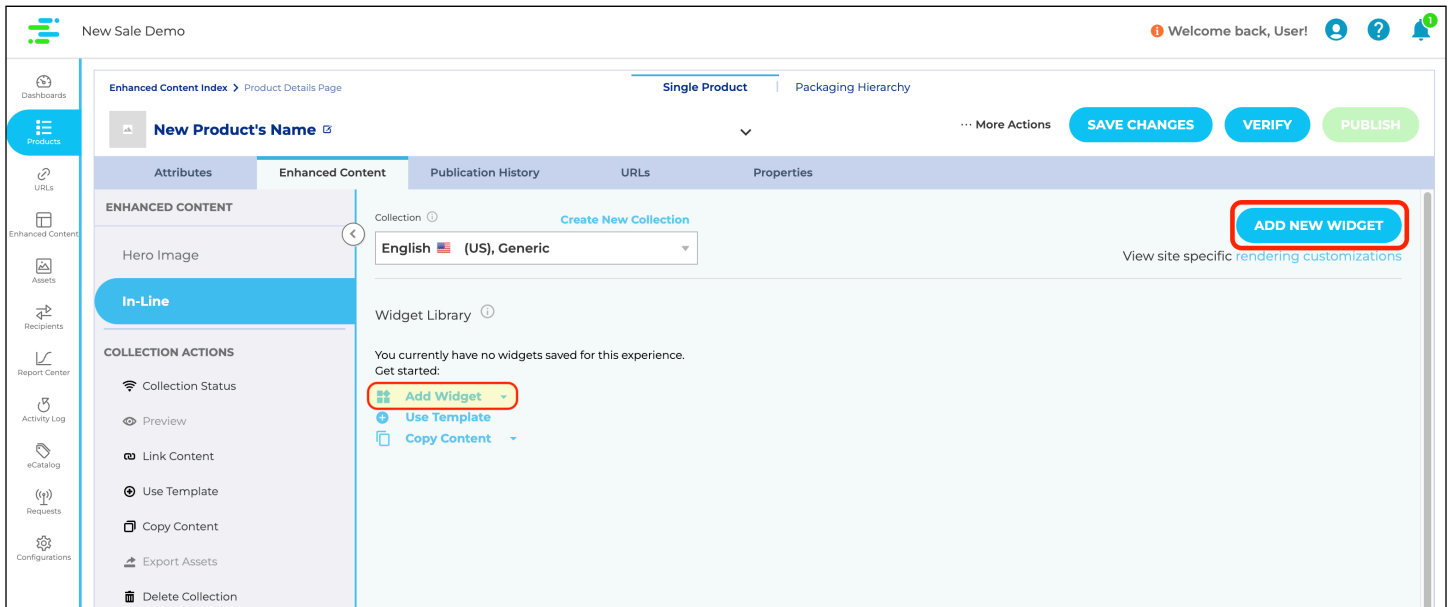 New Sale Demo
Welcome back, User!
1
Dashboards
Products
URLs
Enhanced Content
Assets
Recipients
Report Center
Activity Log
eCatalog
Requests
Configurations
Enhanced Content Index > Product Details Page
Single Product
Packaging Hierarchy
New Product's Name
··· More Actions
SAVE CHANGES
VERIFY
PUBLISH
Attributes
Enhanced Content
Publication History
URLs
Properties
ENHANCED CONTENT
Hero Image
In-Line
COLLECTION ACTIONS
Collection Status
Preview
Link Content
Use Template
Copy Content
Export Assets
Delete Collection
Collection
Create New Collection
English (US), Generic
ADD NEW WIDGET
View site specific rendering customizations
Widget Library
You currently have no widgets saved for this experience.
Get started:
Add Widget
Use Template
Copy Content